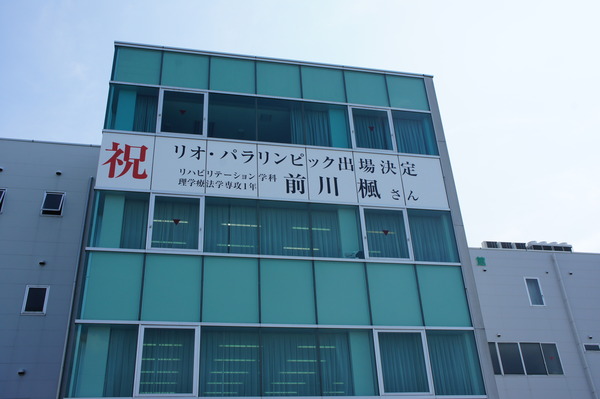 祝
リオ・パラリンピック出場決定
リハビリテーション学科
理学療法学専攻1年
前川 楓さん